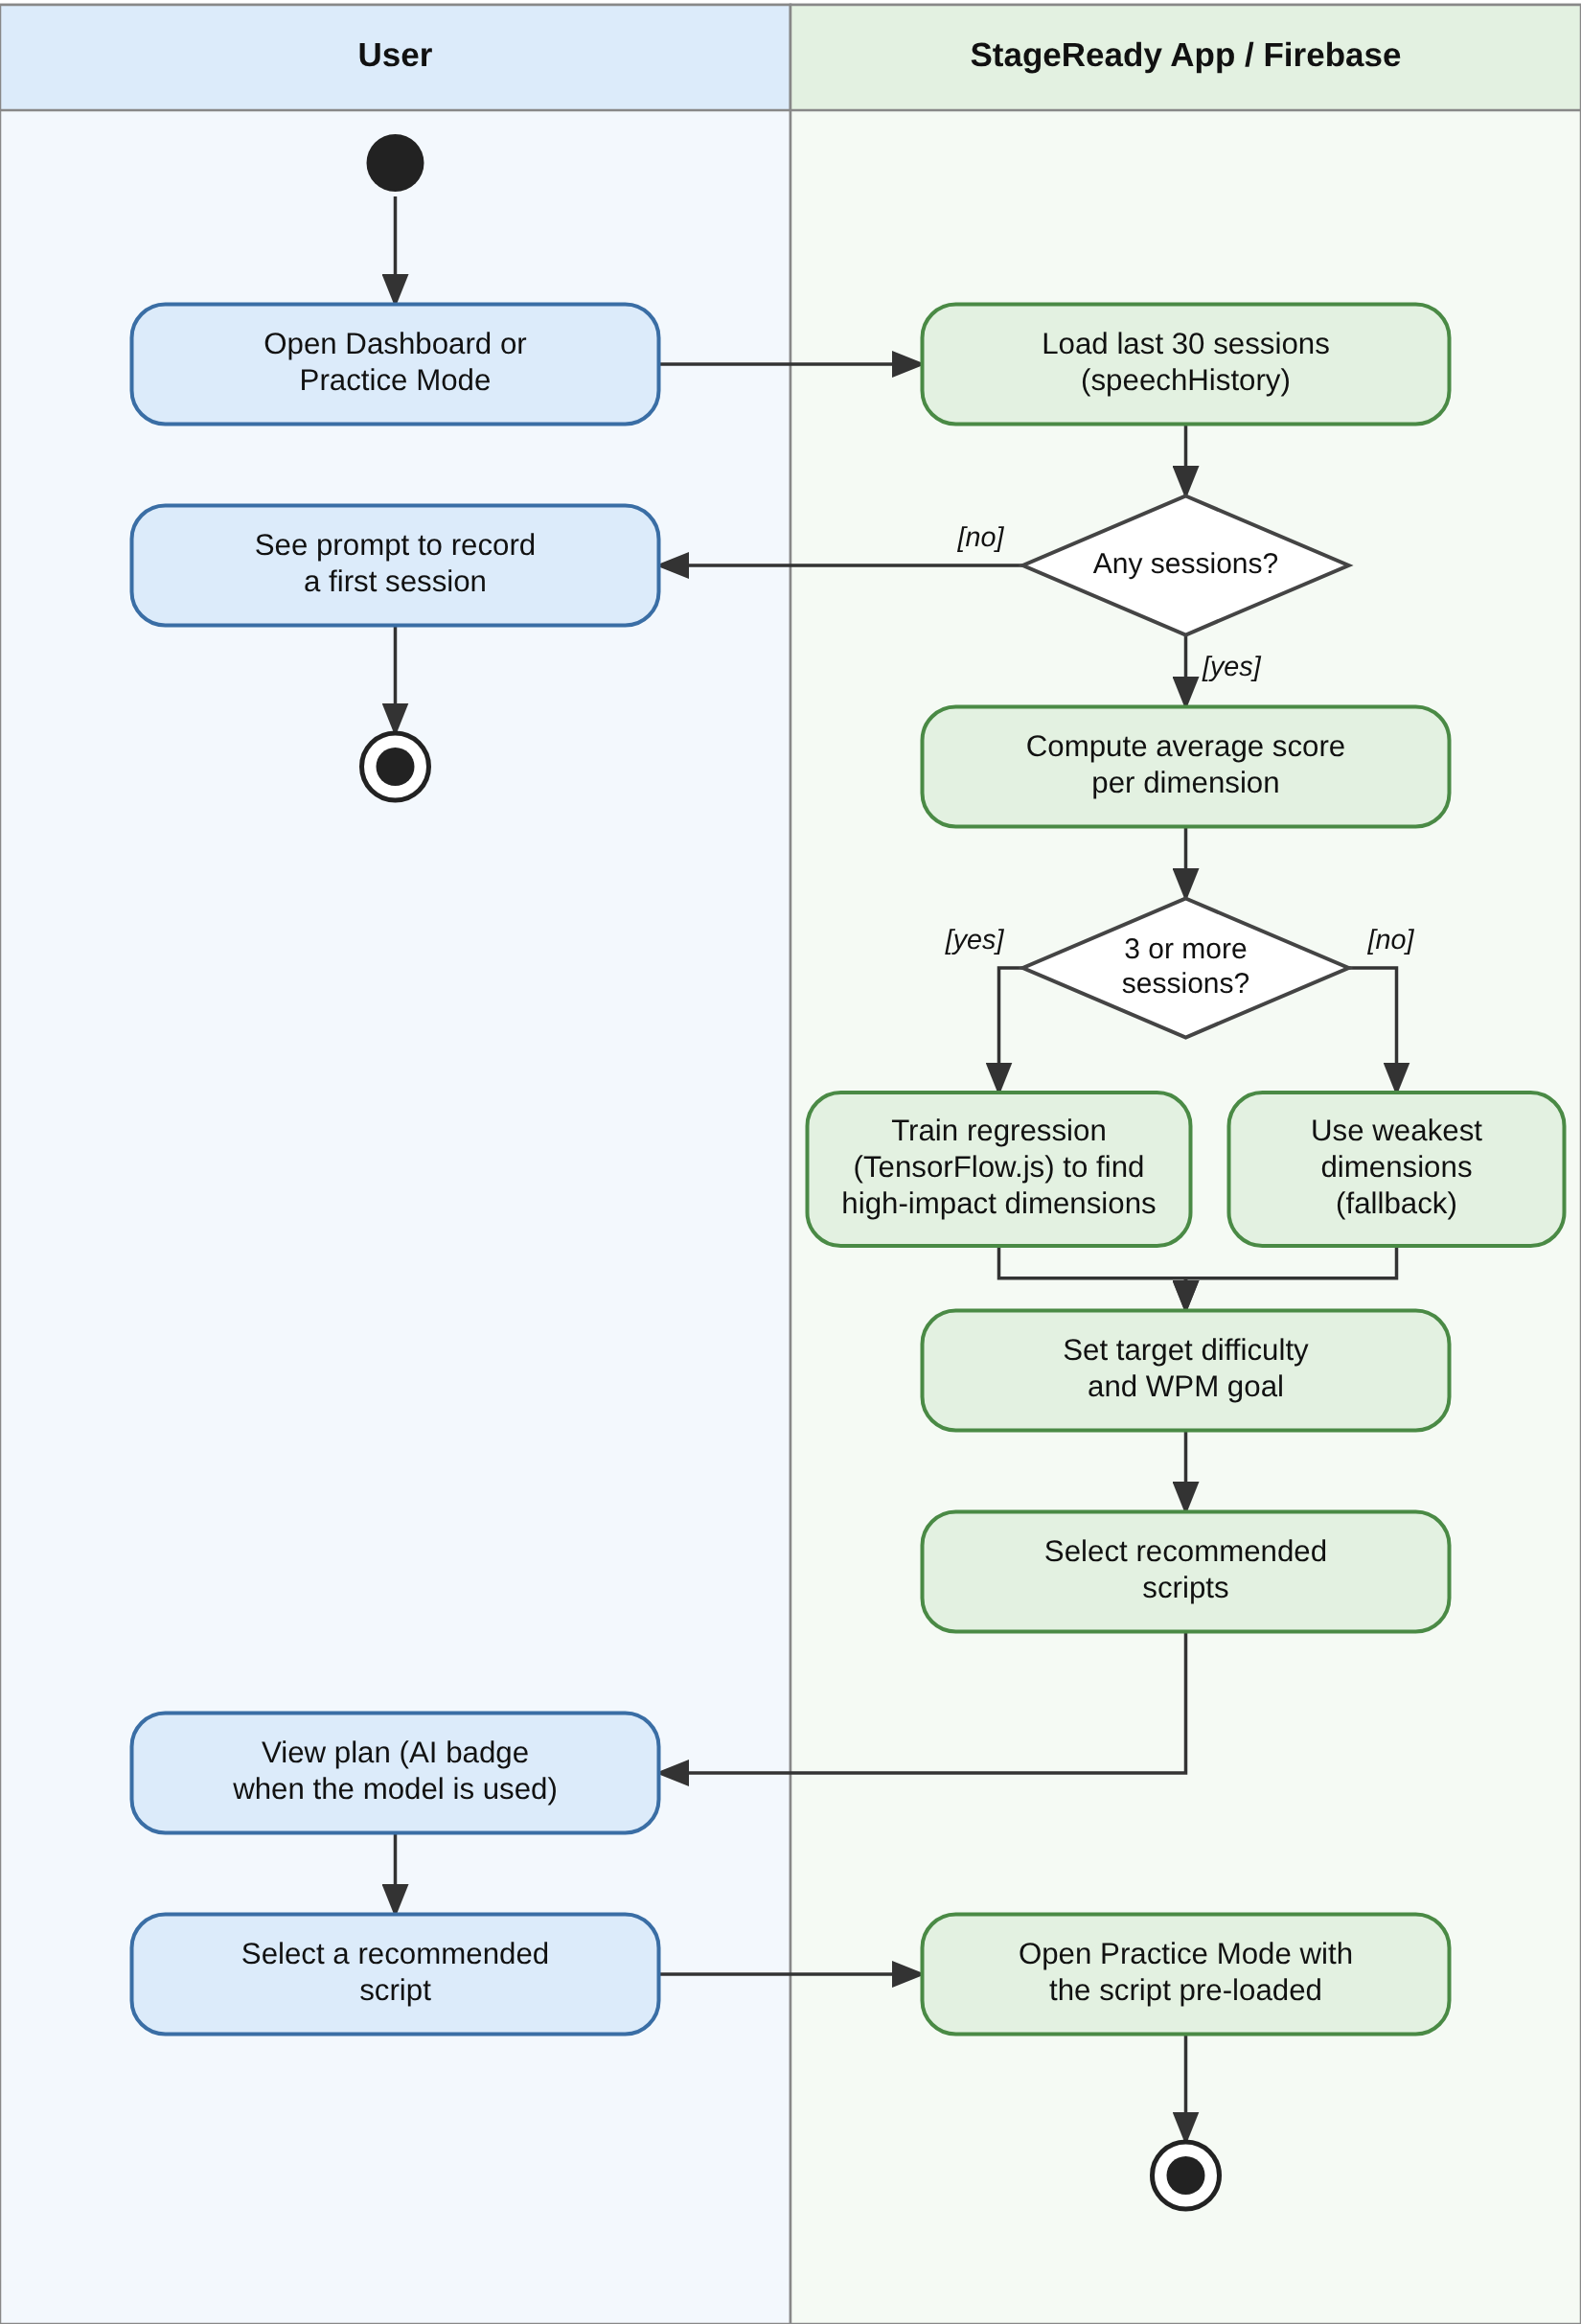 User
StageReady App / Firebase
Open Dashboard or
Practice Mode
Load last 30 sessions
(speechHistory)
See prompt to record
a first session
[no]
Any sessions?
[yes]
Compute average score
per dimension
[yes]
3 or more
sessions?
[no]
Train regression
(TensorFlow.js) to find
high-impact dimensions
Use weakest
dimensions
(fallback)
Set target difficulty
and WPM goal
Select recommended
scripts
View plan (AI badge
when the model is used)
Select a recommended
script
Open Practice Mode with
the script pre-loaded